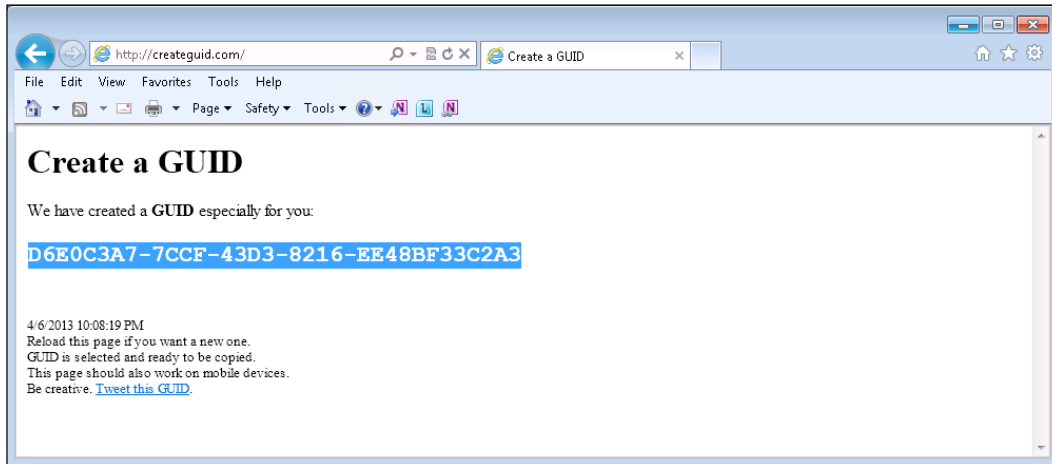 http://createguid.com/
Create a GUID
File Edit View Favorites Tools Help
Page Safety Tools
Create a GUID
We have created a GUID especially for you:
D6E0C3A7-7CCF-43D3-8216-EE48BF33C2A3
4/6/2013 10:08:19 PM
Reload this page if you want a new one.
GUID is selected and ready to be copied.
This page should also work on mobile devices.
Be creative. Tweet this GUID.